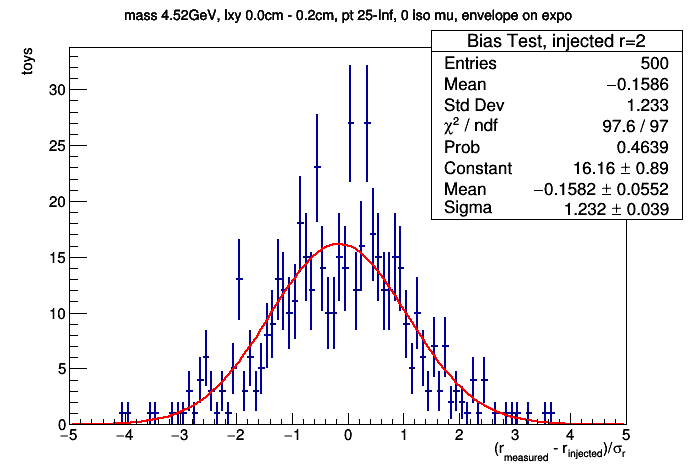 mass 4.52GeV, lxy 0.0cm - 0.2cm, pt 25-Inf, 0 Iso mu, envelope on expo
toys
Bias Test, injected r=2
Entries 500
Mean −0.1586
Std Dev 1.233
χ² / ndf 97.6 / 97
Prob 0.4639
Constant 16.16 ± 0.89
Mean −0.1582 ± 0.0552
Sigma 1.232 ± 0.039
30
25
20
15
10
5
0
−5 −4 −3 −2 −1 0 1 2 3 4 5
(r_measured - r_injected)/σ_r